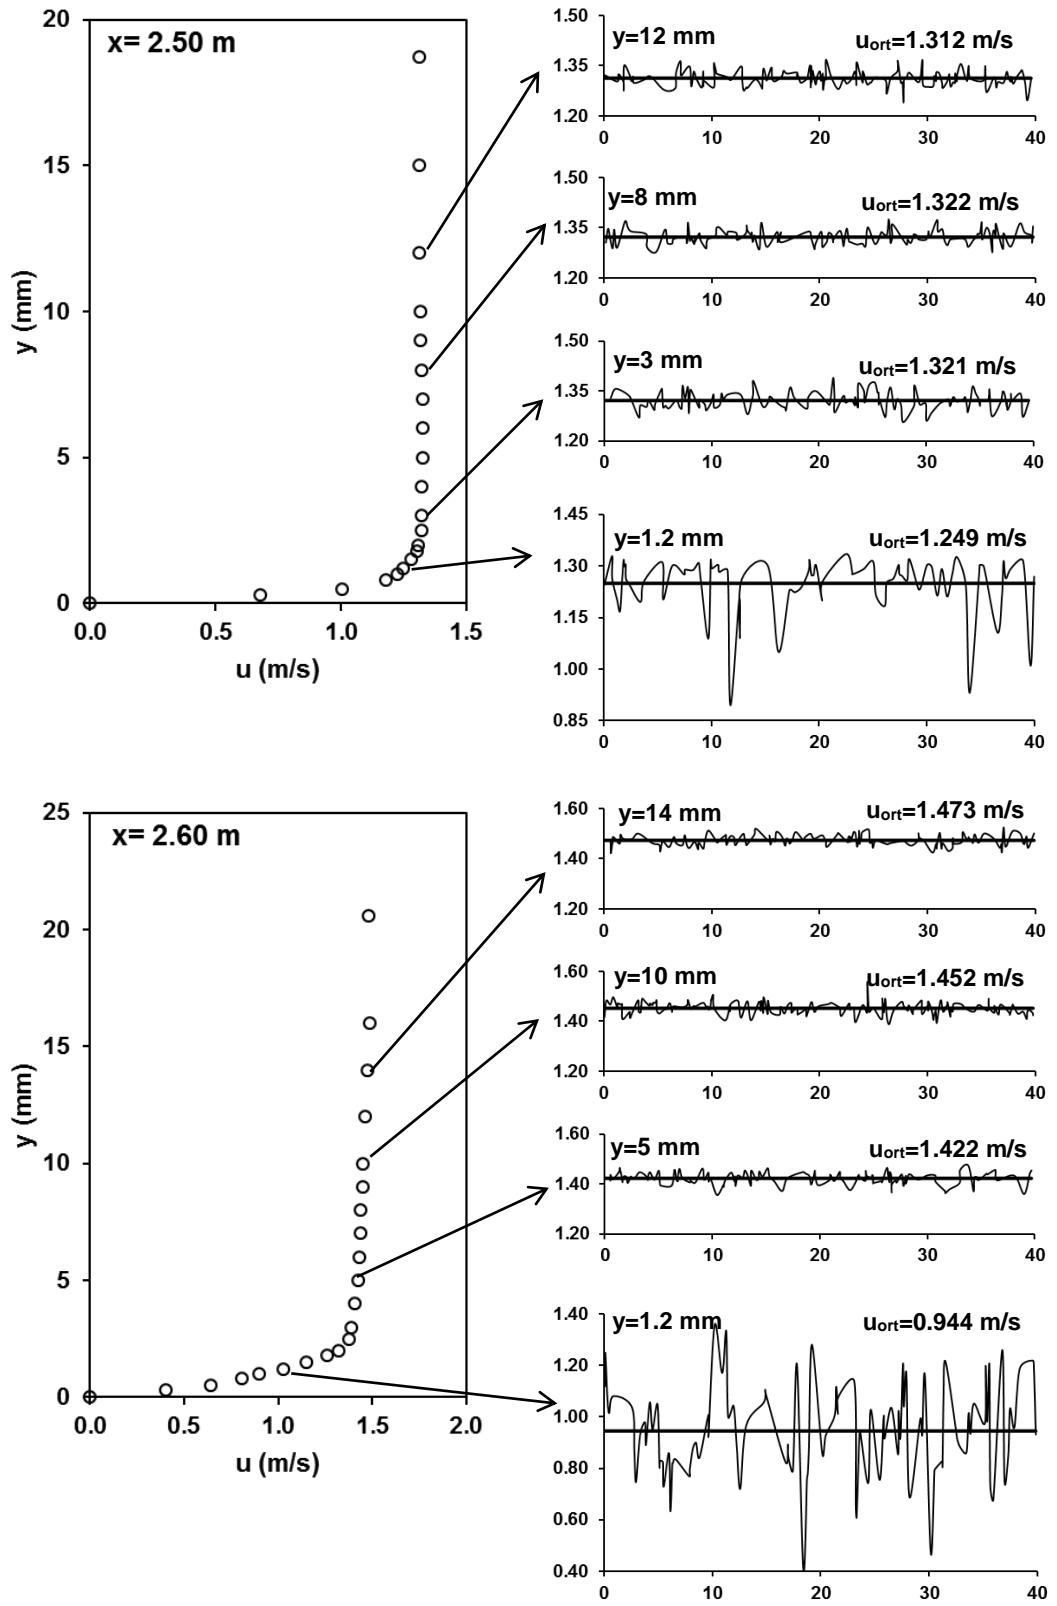 x= 2.50 m
y (mm)
20
15
10
5
0
0.0 0.5 1.0 1.5
u (m/s)
y=12 mm uort=1.312 m/s
1.50
1.35
1.20
0 10 20 30 40
y=8 mm uort=1.322 m/s
1.50
1.35
1.20
0 10 20 30 40
y=3 mm uort=1.321 m/s
1.50
1.35
1.20
0 10 20 30 40
y=1.2 mm uort=1.249 m/s
1.45
1.30
1.15
1.00
0.85
0 10 20 30 40
x= 2.60 m
y (mm)
25
20
15
10
5
0
0.0 0.5 1.0 1.5 2.0
u (m/s)
y=14 mm uort=1.473 m/s
1.60
1.40
1.20
0 10 20 30 40
y=10 mm uort=1.452 m/s
1.60
1.40
1.20
0 10 20 30 40
y=5 mm uort=1.422 m/s
1.60
1.40
1.20
0 10 20 30 40
y=1.2 mm uort=0.944 m/s
1.40
1.20
1.00
0.80
0.60
0.40
0 10 20 30 40